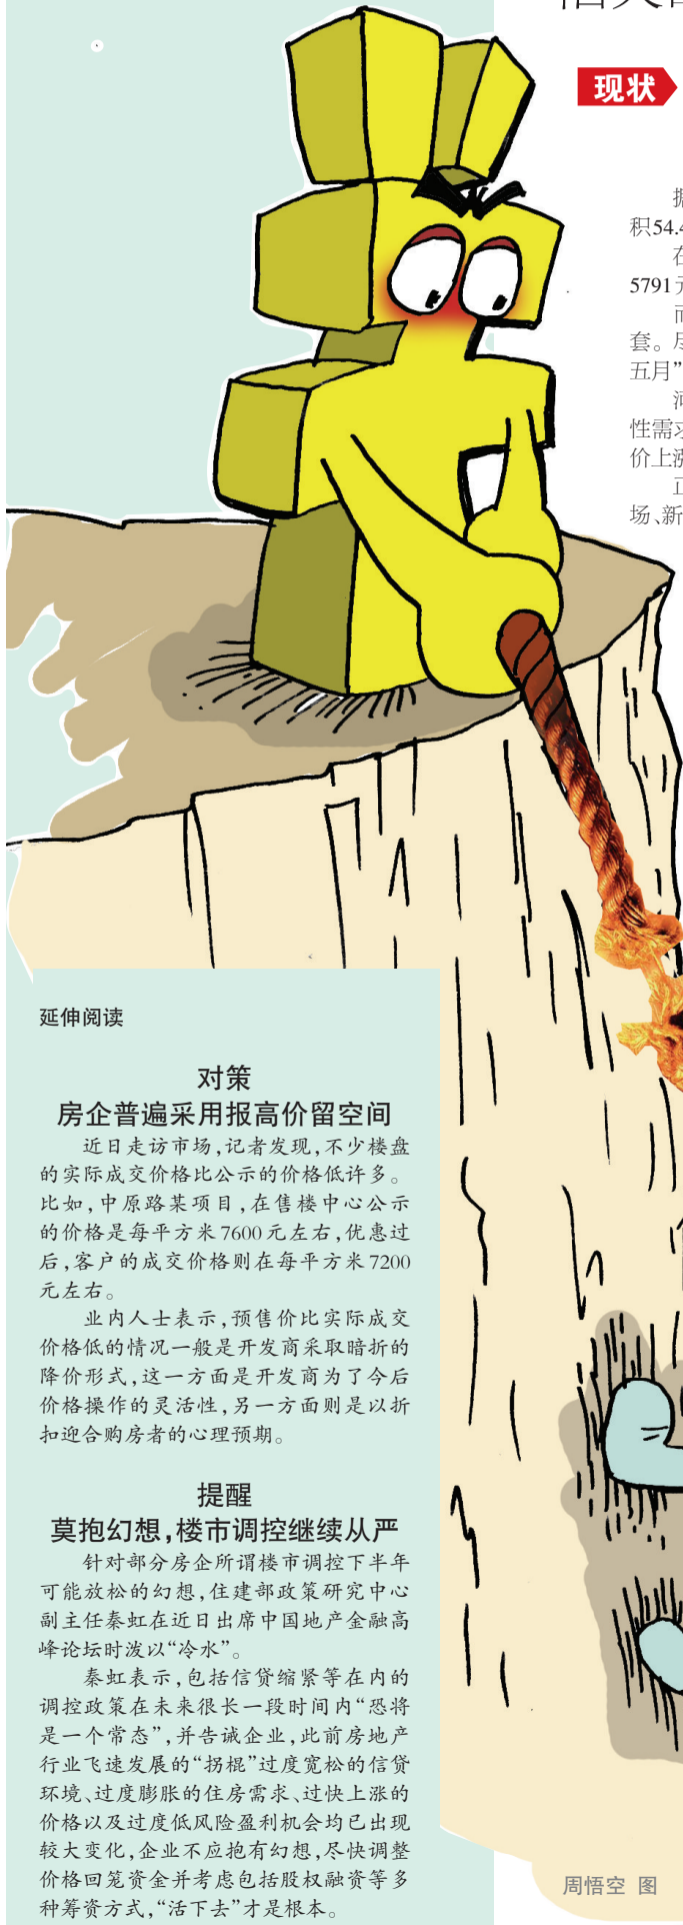 现状
积54.4
5791元
套。尽
五月”
性需求
价上涨
场、新
延伸阅读
对策
房企普遍采用报高价留空间
近日走访市场,记者发现,不少楼盘
的实际成交价格比公示的价格低许多。
比如,中原路某项目,在售楼中心公示
的价格是每平方米7600元左右,优惠过
后,客户的成交价格则在每平方米7200
元左右。
业内人士表示,预售价比实际成交
价格低的情况一般是开发商采取暗折的
降价形式,这一方面是开发商为了今后
价格操作的灵活性,另一方面则是以折
扣迎合购房者的心理预期。
提醒
莫抱幻想,楼市调控继续从严
针对部分房企所谓楼市调控下半年
可能放松的幻想,住建部政策研究中心
副主任秦虹在近日出席中国地产金融高
峰论坛时泼以“冷水”。
秦虹表示,包括信贷缩紧等在内的
调控政策在未来很长一段时间内“恐将
是一个常态”,并告诫企业,此前房地产
行业飞速发展的“拐棍”过度宽松的信贷
环境、过度膨胀的住房需求、过快上涨的
价格以及过度低风险盈利机会均已出现
较大变化,企业不应抱有幻想,尽快调整
价格回笼资金并考虑包括股权融资等多
种筹资方式,“活下去”才是根本。
周悟空 图